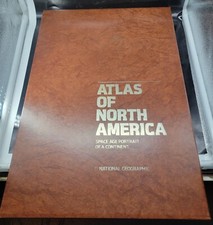 ATLAS
OF
NORTH
AMERICA
SPACE AGE PORTRAIT
OF A CONTINENT
NATIONAL GEOGRAPHIC